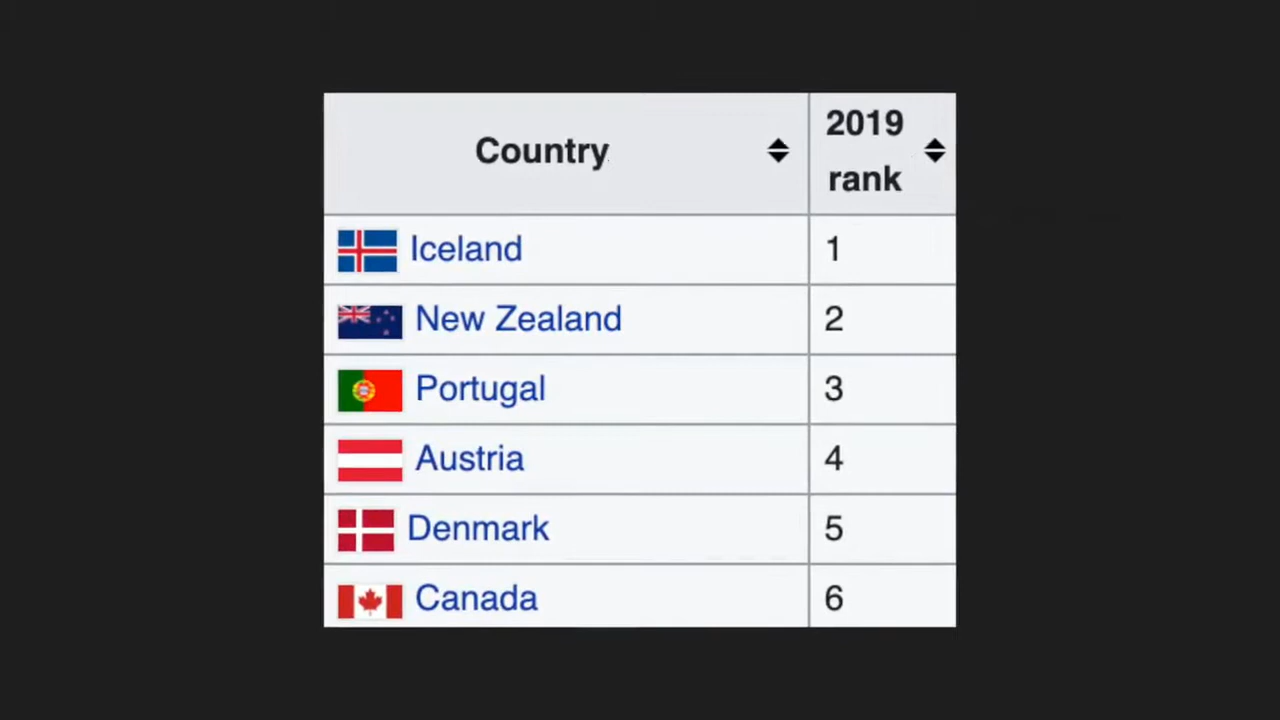 Country 2019 rank
Iceland 1
New Zealand 2
Portugal 3
Austria 4
Denmark 5
Canada 6